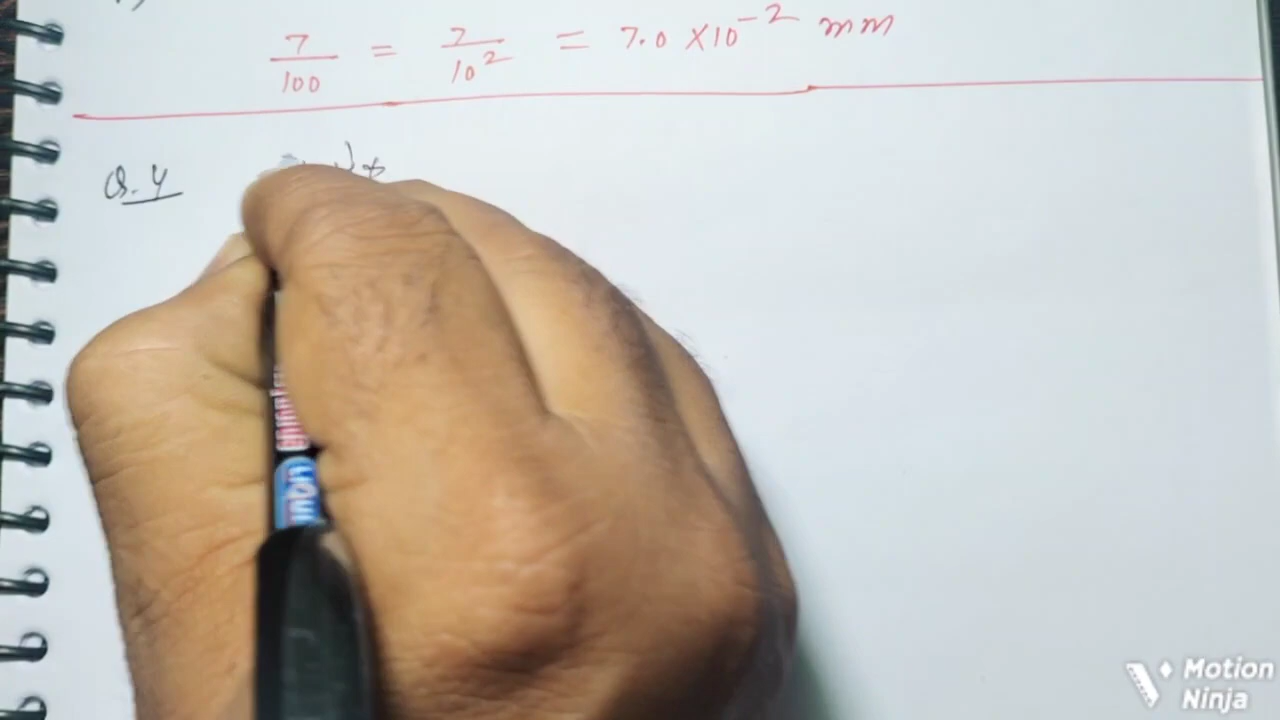 7/100 = 7/10² = 7.0 ×10⁻² mm
Q.4
Motion
Ninja